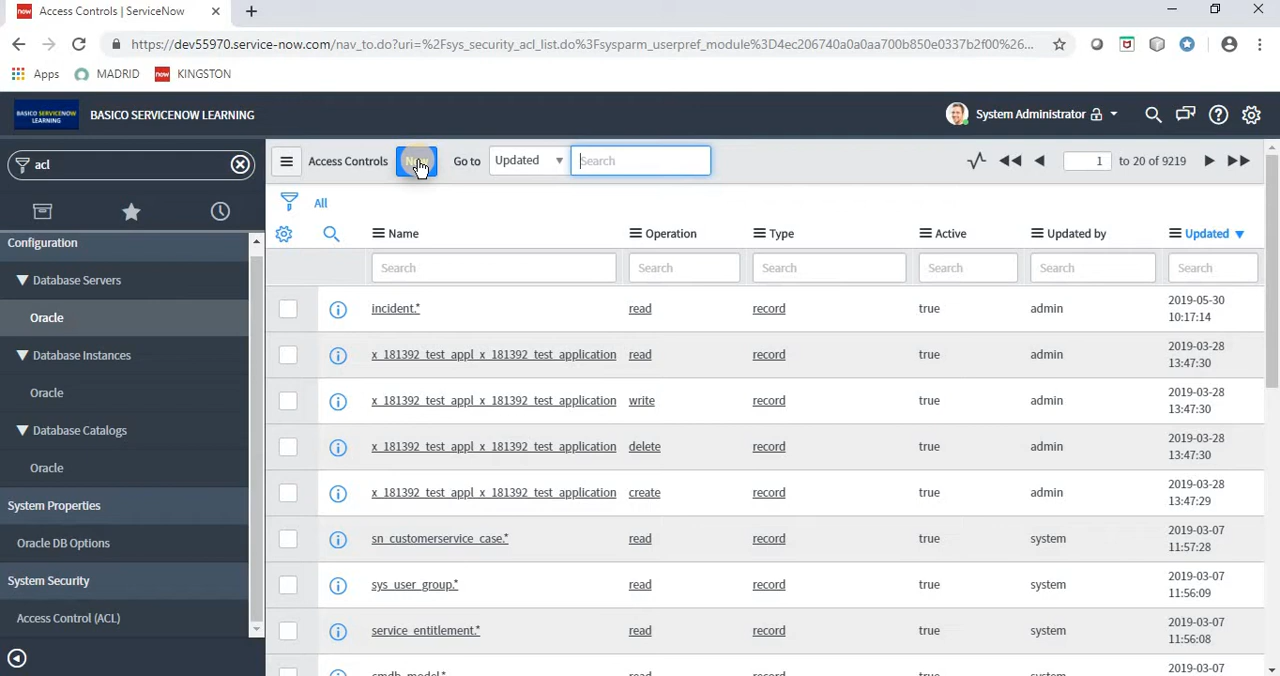 now Access Controls | ServiceNow
https://dev55970.service-now.com/nav_to.do?uri=%2Fsys_security_acl_list.do%3Fsysparm_userpref_module%3D4ec206740a0a0aa700b850e0337b2f00%26...
Apps MADRID now KINGSTON
BASICO SERVICENOW LEARNING BASICO SERVICENOW LEARNING System Administrator
acl Access Controls New Go to Updated Search 1 to 20 of 9219
All
Name Operation Type Active Updated by Updated
Search Search Search Search Search Search
Configuration
Database Servers
Oracle
Database Instances
Oracle
Database Catalogs
Oracle
System Properties
Oracle DB Options
System Security
Access Control (ACL)
incident.* read record true admin 2019-05-30
10:17:14
x_181392_test_appl_x_181392_test_application read record true admin 2019-03-28
13:47:30
x_181392_test_appl_x_181392_test_application write record true admin 2019-03-28
13:47:30
x_181392_test_appl_x_181392_test_application delete record true admin 2019-03-28
13:47:30
x_181392_test_appl_x_181392_test_application create record true admin 2019-03-28
13:47:29
sn_customerservice_case.* read record true system 2019-03-07
11:57:28
sys_user_group.* read record true system 2019-03-07
11:56:09
service_entitlement.* read record true system 2019-03-07
11:56:08
cmdb_model.* read record true system 2019-03-07